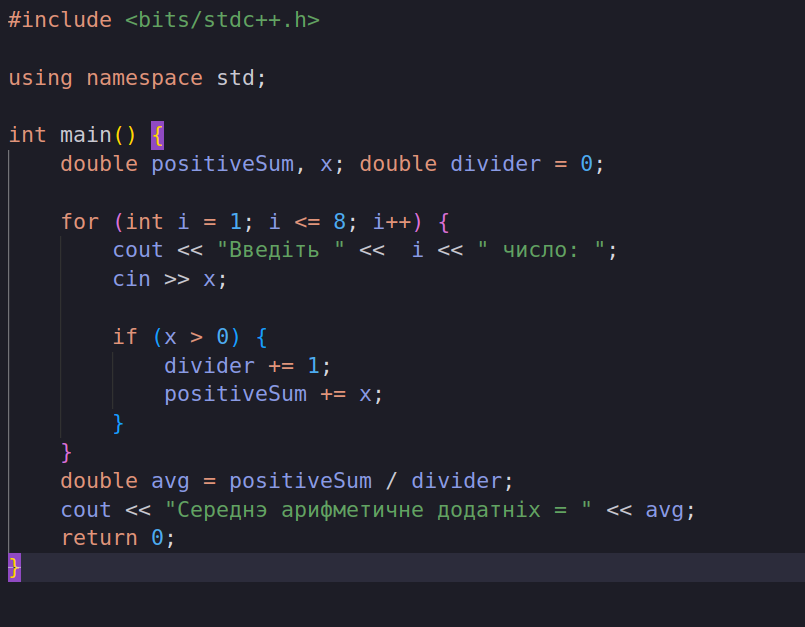 #include <bits/stdc++.h>
using namespace std;
int main() {
double positiveSum, x; double divider = 0;
for (int i = 1; i <= 8; i++) {
cout << "Введіть " <<  i << " число: ";
cin >> x;
if (x > 0) {
divider += 1;
positiveSum += x;
}
}
double avg = positiveSum / divider;
cout << "Середнэ арифметичне додатніх = " << avg;
return 0;
}